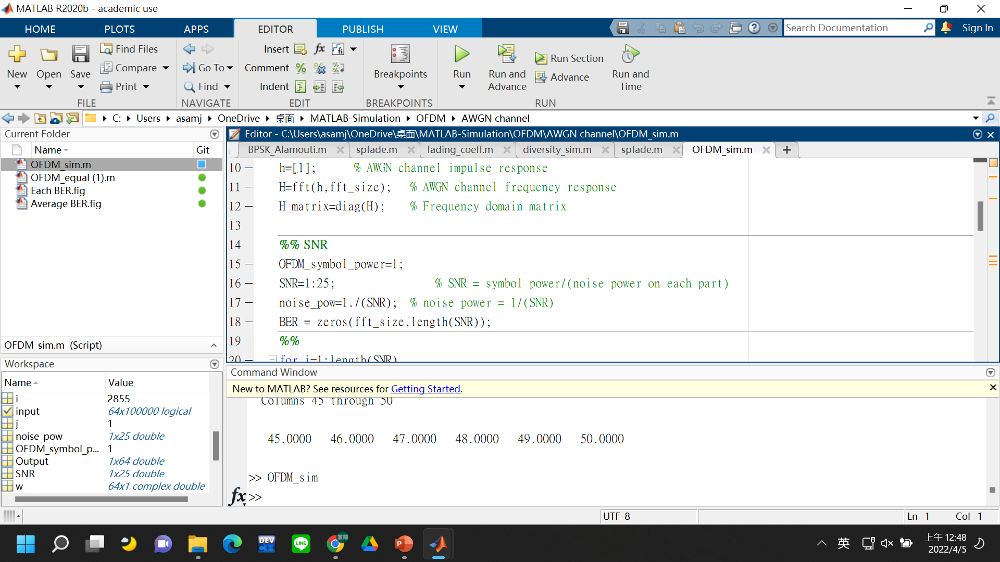 MATLAB R2020b - academic use
HOME PLOTS APPS EDITOR PUBLISH VIEW Search Documentation Sign In
New Open Save Find Files Compare Print
FILE
Go To Find
NAVIGATE
Insert fx fi
Comment
Indent
EDIT
Breakpoints
BREAKPOINTS
Run Run and Advance Run Section Advance Run and Time
RUN
C: Users asamj OneDrive 桌面 MATLAB-Simulation OFDM AWGN channel
Current Folder
Name Git
OFDM_sim.m
OFDM_equal (1).m
Each BER.fig
Average BER.fig
OFDM_sim.m (Script)
Workspace
Name Value
i 2855
input 64x100000 logical
j 1
noise_pow 1x25 double
OFDM_symbol_p... 1
Output 1x64 double
SNR 1x25 double
w 64x1 complex double
Editor - C:\Users\asamj\OneDrive\桌面\MATLAB-Simulation\OFDM\AWGN channel\OFDM_sim.m
BPSK_Alamouti.m spfade.m fading_coeff.m diversity_sim.m spfade.m OFDM_sim.m
10 h=[1]; % AWGN channel impulse response
11 H=fft(h,fft_size); % AWGN channel frequency response
12 H_matrix=diag(H); % Frequency domain matrix
13
14 %% SNR
15 OFDM_symbol_power=1;
16 SNR=1:25; % SNR = symbol power/(noise power on each part)
17 noise_pow=1./(SNR); % noise power = 1/(SNR)
18 BER = zeros(fft_size,length(SNR));
19 %%
20 for i=1:length(SNR)
Command Window
New to MATLAB? See resources for Getting Started.
Columns 45 through 50
45.0000 46.0000 47.0000 48.0000 49.0000 50.0000
>> OFDM_sim
fx >>
UTF-8 Ln 1 Col 1
DEV C++ LINE 宜翔 P 英 上午 12:48
2022/4/5